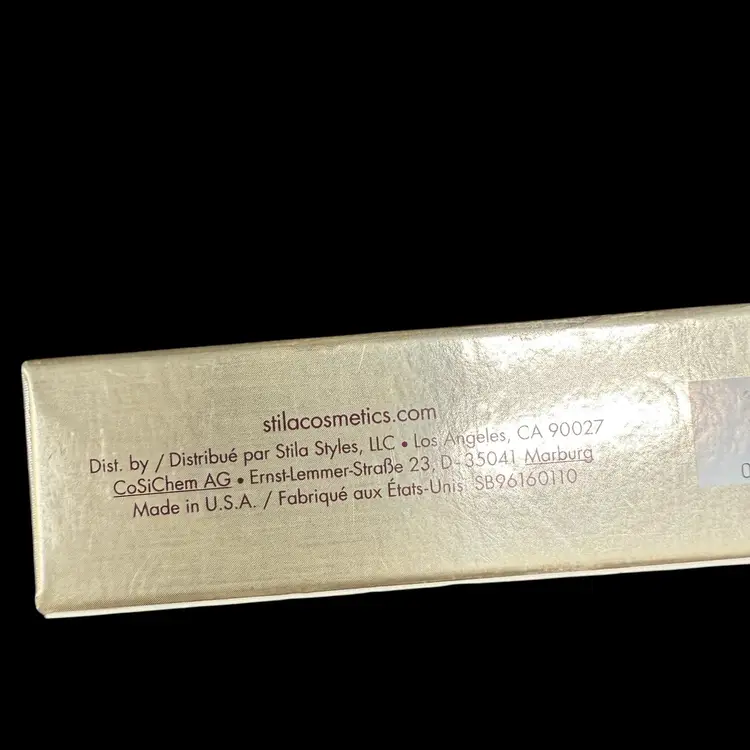 stilacosmetics.com
Dist. by / Distribué par Stila Styles, LLC • Los Angeles, CA 90027
CoSiChem AG • Ernst-Lemmer-Straße 23, D-35041 Marburg
Made in U.S.A. / Fabriqué aux États-Unis SB96160110
0